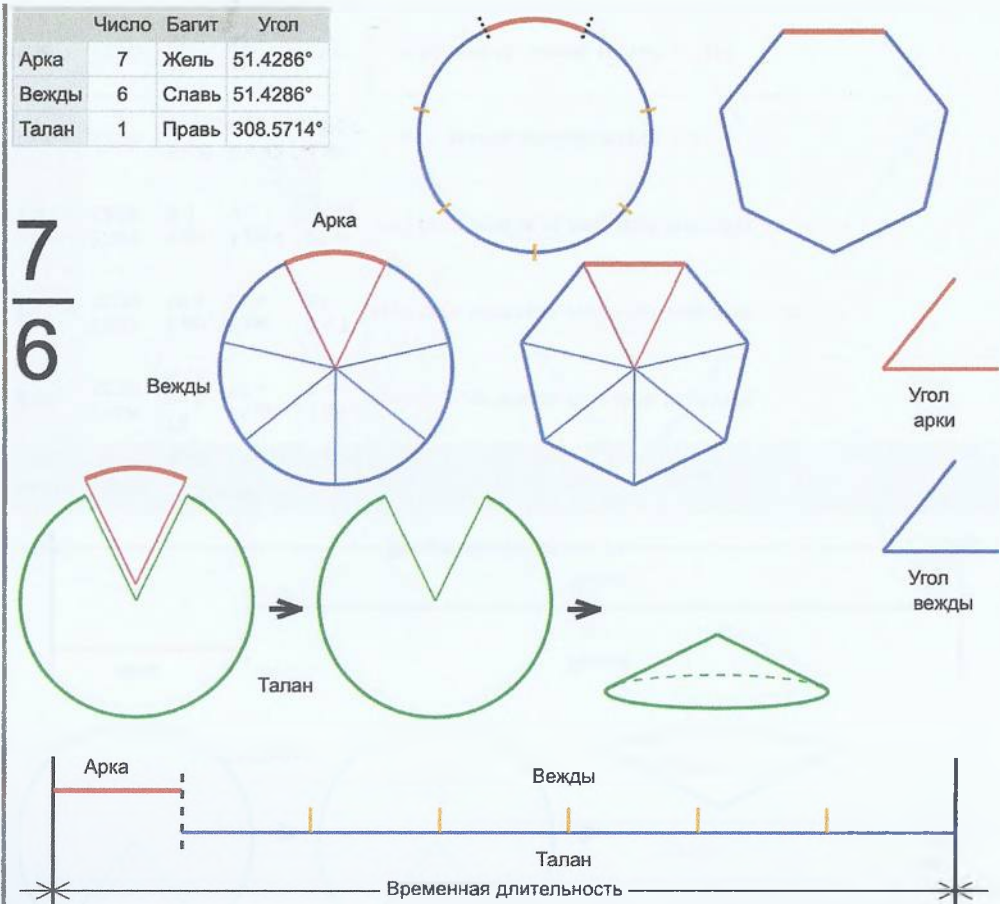 Число Багит Угол
Арка 7 Жель 51.4286°
Вежды 6 Славь 51.4286°
Талан 1 Правь 308.5714°
7
6
Арка
Вежды
Угол
арки
Угол
вежды
Талан
Арка
Вежды
Талан
Временная длительность